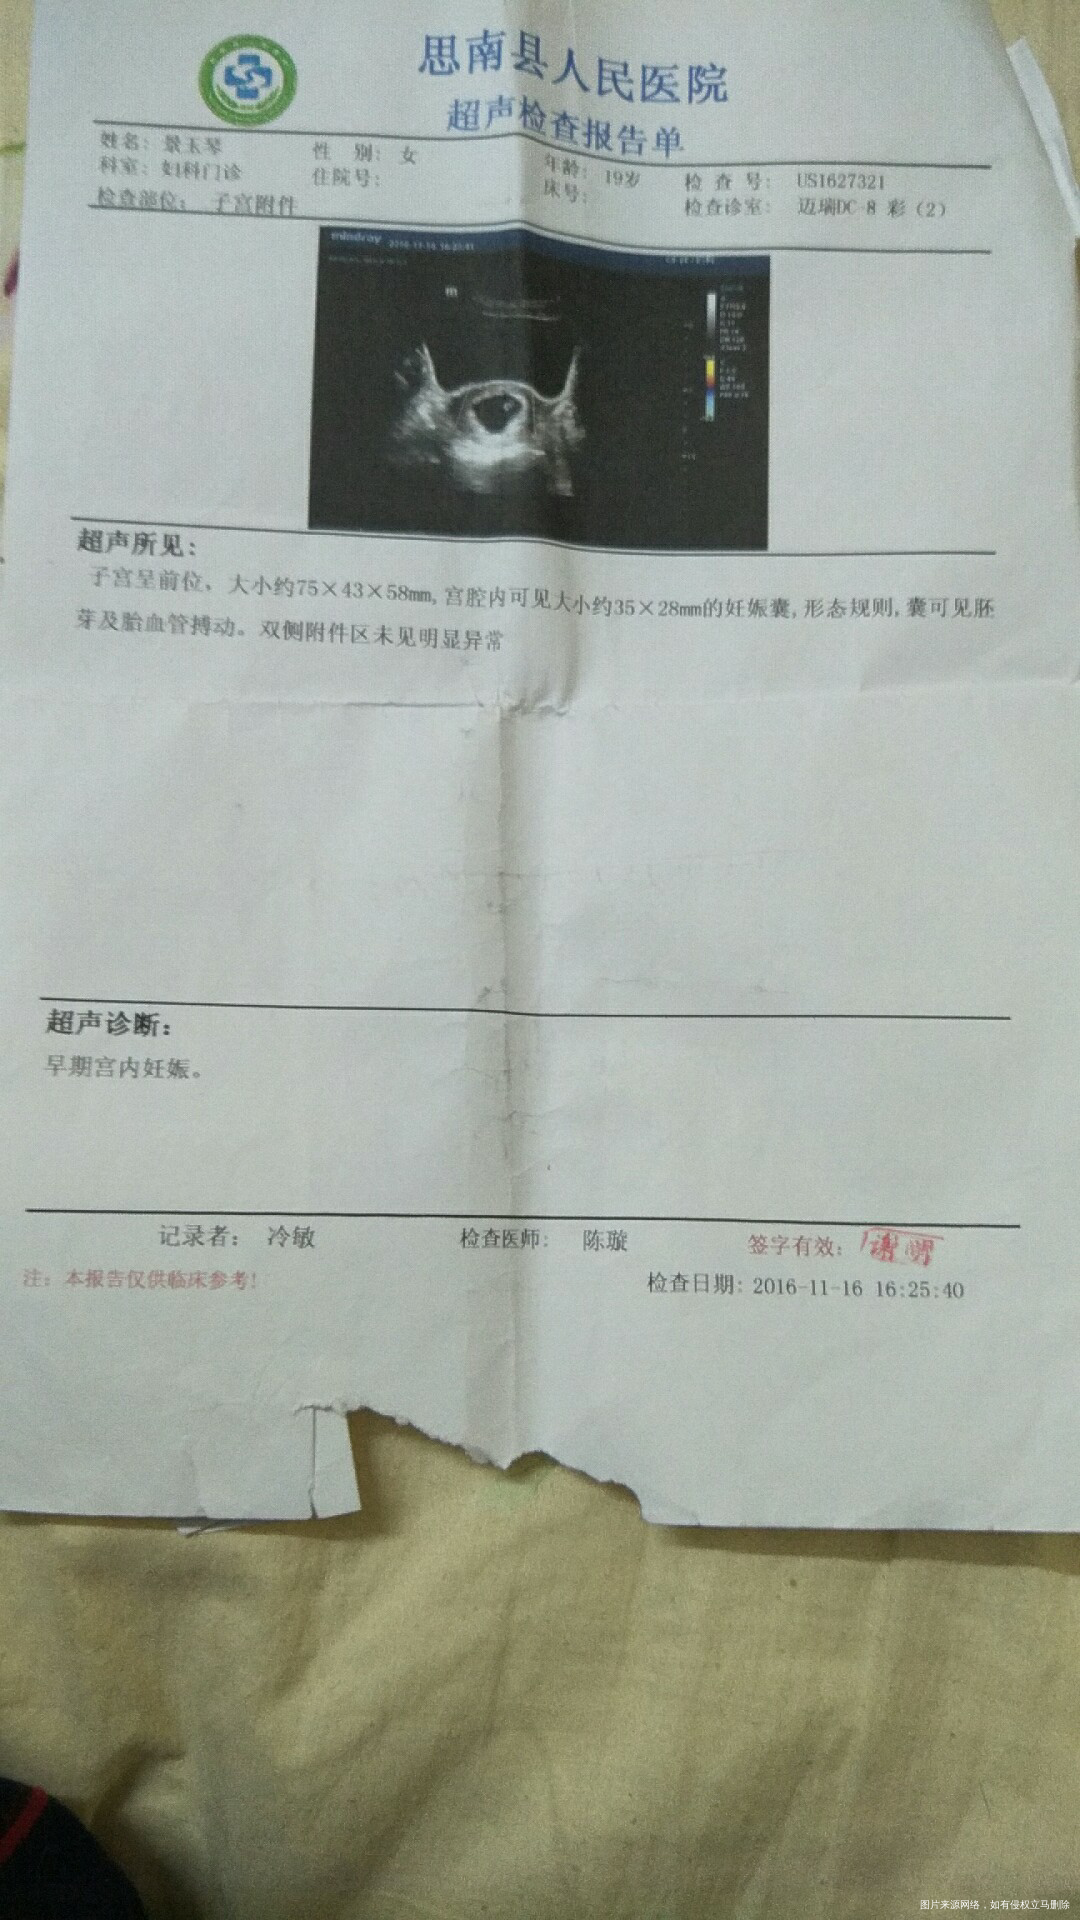 思南县人民医院
超声检查报告单
姓名: 景玉琴 性 别: 女 年龄: 19岁 检 查 号: US1627321
科室: 妇科门诊 住院号: 床号: 检查诊室: 迈瑞DC-8 彩（2）
检查部位: 子宫附件
mindray
超声所见:
子宫呈前位, 大小约75×43×58mm,宫腔内可见大小约35×28mm的妊娠囊,形态规则,囊可见胚
芽及胎血管搏动。双侧附件区未见明显异常
超声诊断:
早期宫内妊娠。
记录者: 冷敏 检查医师: 陈璇 签字有效:
注: 本报告仅供临床参考! 检查日期: 2016-11-16 16:25:40
图片来源网络，如有侵权立马删除